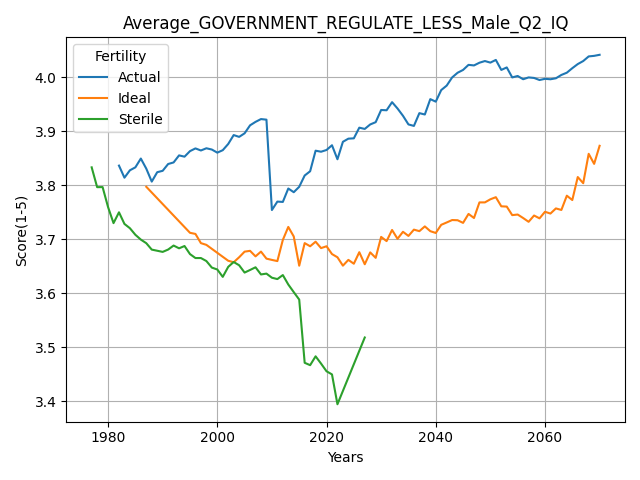 Average_GOVERNMENT_REGULATE_LESS_Male_Q2_IQ
Fertility
Actual
Ideal
Sterile
Score(1-5)
4.0
3.9
3.8
3.7
3.6
3.5
3.4
1980 2000 2020 2040 2060
Years